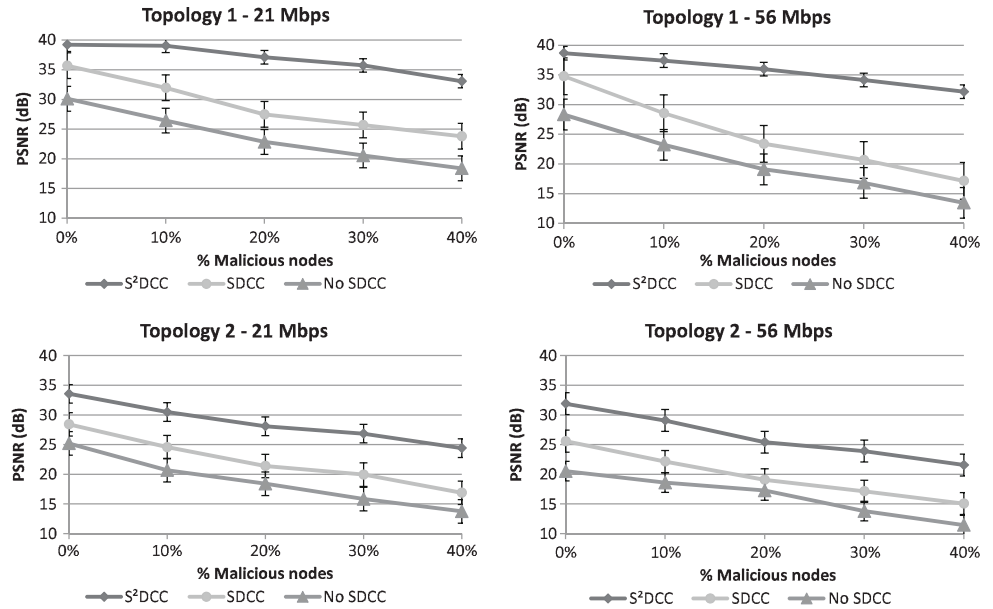 Topology 1 - 21 Mbps
40
35
30
25
20
15
10
PSNR (dB)
0% 10% 20% 30% 40%
% Malicious nodes
S²DCC SDCC No SDCC
Topology 1 - 56 Mbps
40
35
30
25
20
15
10
PSNR (dB)
0% 10% 20% 30% 40%
% Malicious nodes
S²DCC SDCC No SDCC
Topology 2 - 21 Mbps
40
35
30
25
20
15
10
PSNR (dB)
0% 10% 20% 30% 40%
% Malicious nodes
S²DCC SDCC No SDCC
Topology 2 - 56 Mbps
40
35
30
25
20
15
10
PSNR (dB)
0% 10% 20% 30% 40%
% Malicious nodes
S²DCC SDCC No SDCC